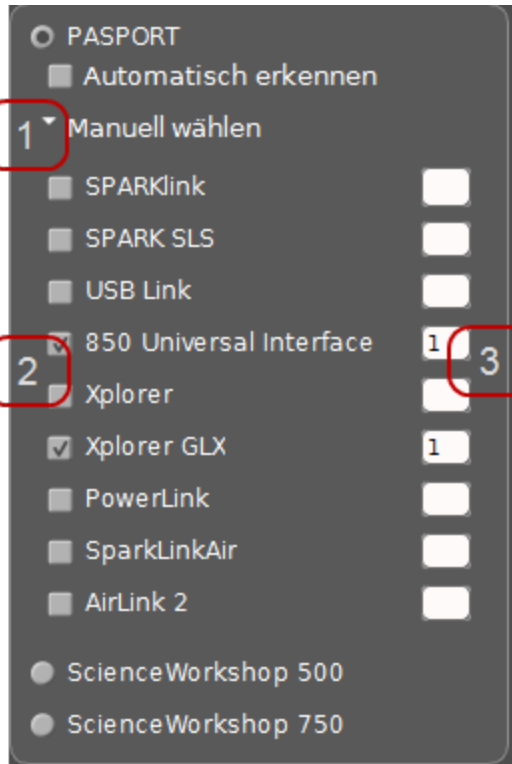 PASPORT
Automatisch erkennen
1 Manuell wählen
SPARKlink
SPARK SLS
USB Link
850 Universal Interface 1
2 3
Xplorer
Xplorer GLX 1
PowerLink
SparkLinkAir
AirLink 2
ScienceWorkshop 500
ScienceWorkshop 750